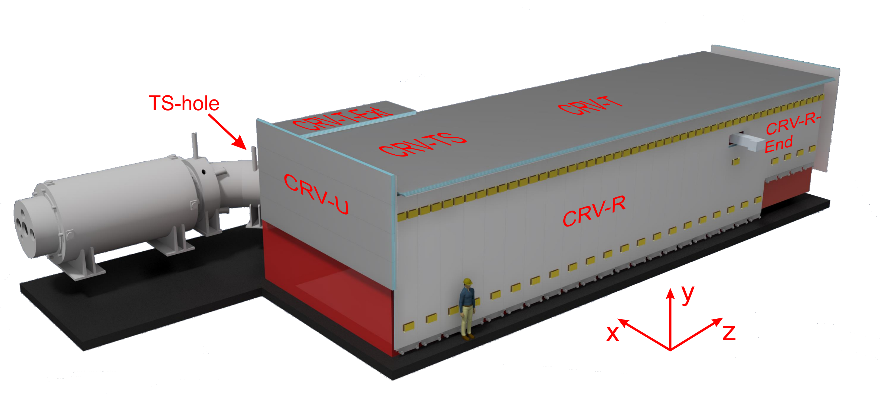 TS-hole
CRV-T Ext
CRV-TS
CRV-T
CRV-R-
End
CRV-U
CRV-R
y
x
z